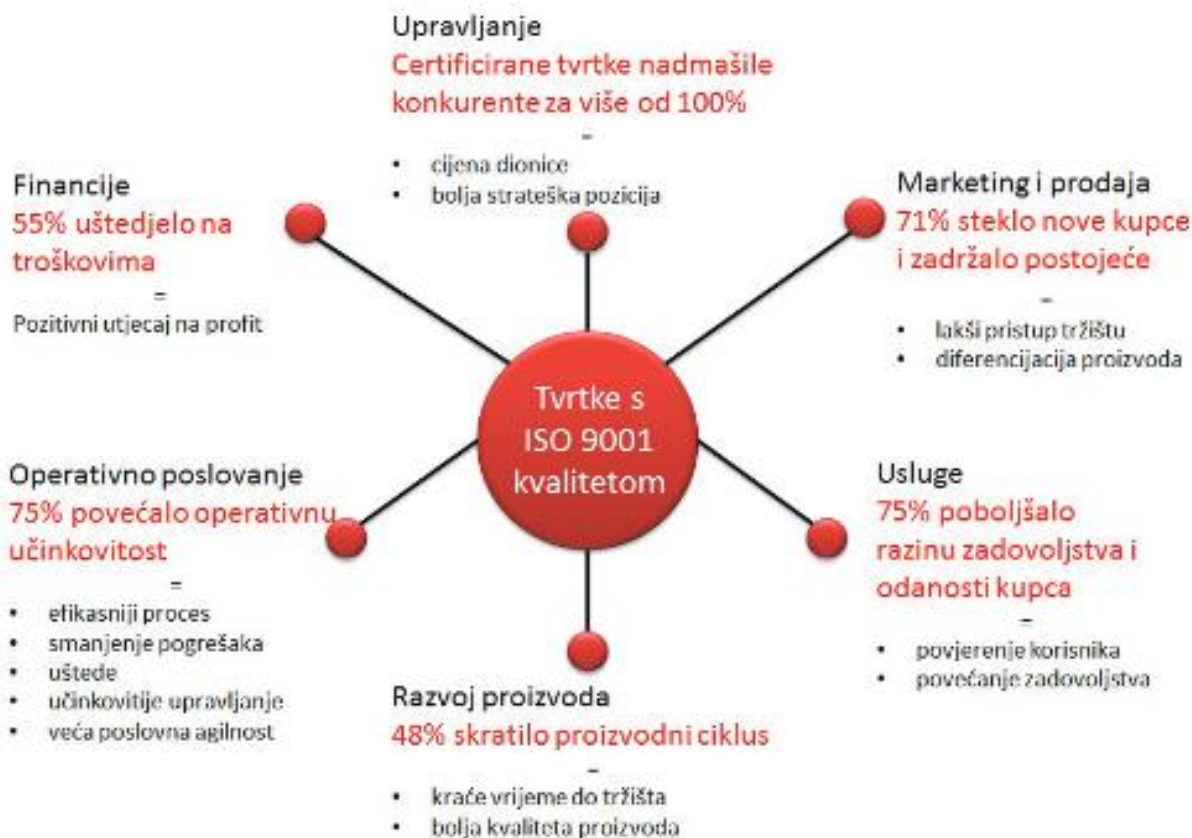 Upravljanje
Certificirane tvrtke nadmašile
konkurente za više od 100%
=
• cijena dionice
• bolja strateška pozicija
Financije
55% uštedjelo na
troškovima
=
Pozitivni utjecaj na profit
Marketing i prodaja
71% steklo nove kupce
i zadržalo postojeće
=
• lakši pristup tržištu
• diferencijacija proizvoda
Tvrtke s
ISO 9001
kvalitetom
Operativno poslovanje
75% povećalo operativnu
učinkovitost
=
• efikasniji proces
• smanjenje pogrešaka
• uštede
• učinkovitije upravljanje
• veća poslovna agilnost
Usluge
75% poboljšalo
razinu zadovoljstva i
odanosti kupca
=
• povjerenje korisnika
• povećanje zadovoljstva
Razvoj proizvoda
48% skratilo proizvodni ciklus
=
• kraće vrijeme do tržišta
• bolja kvaliteta proizvoda